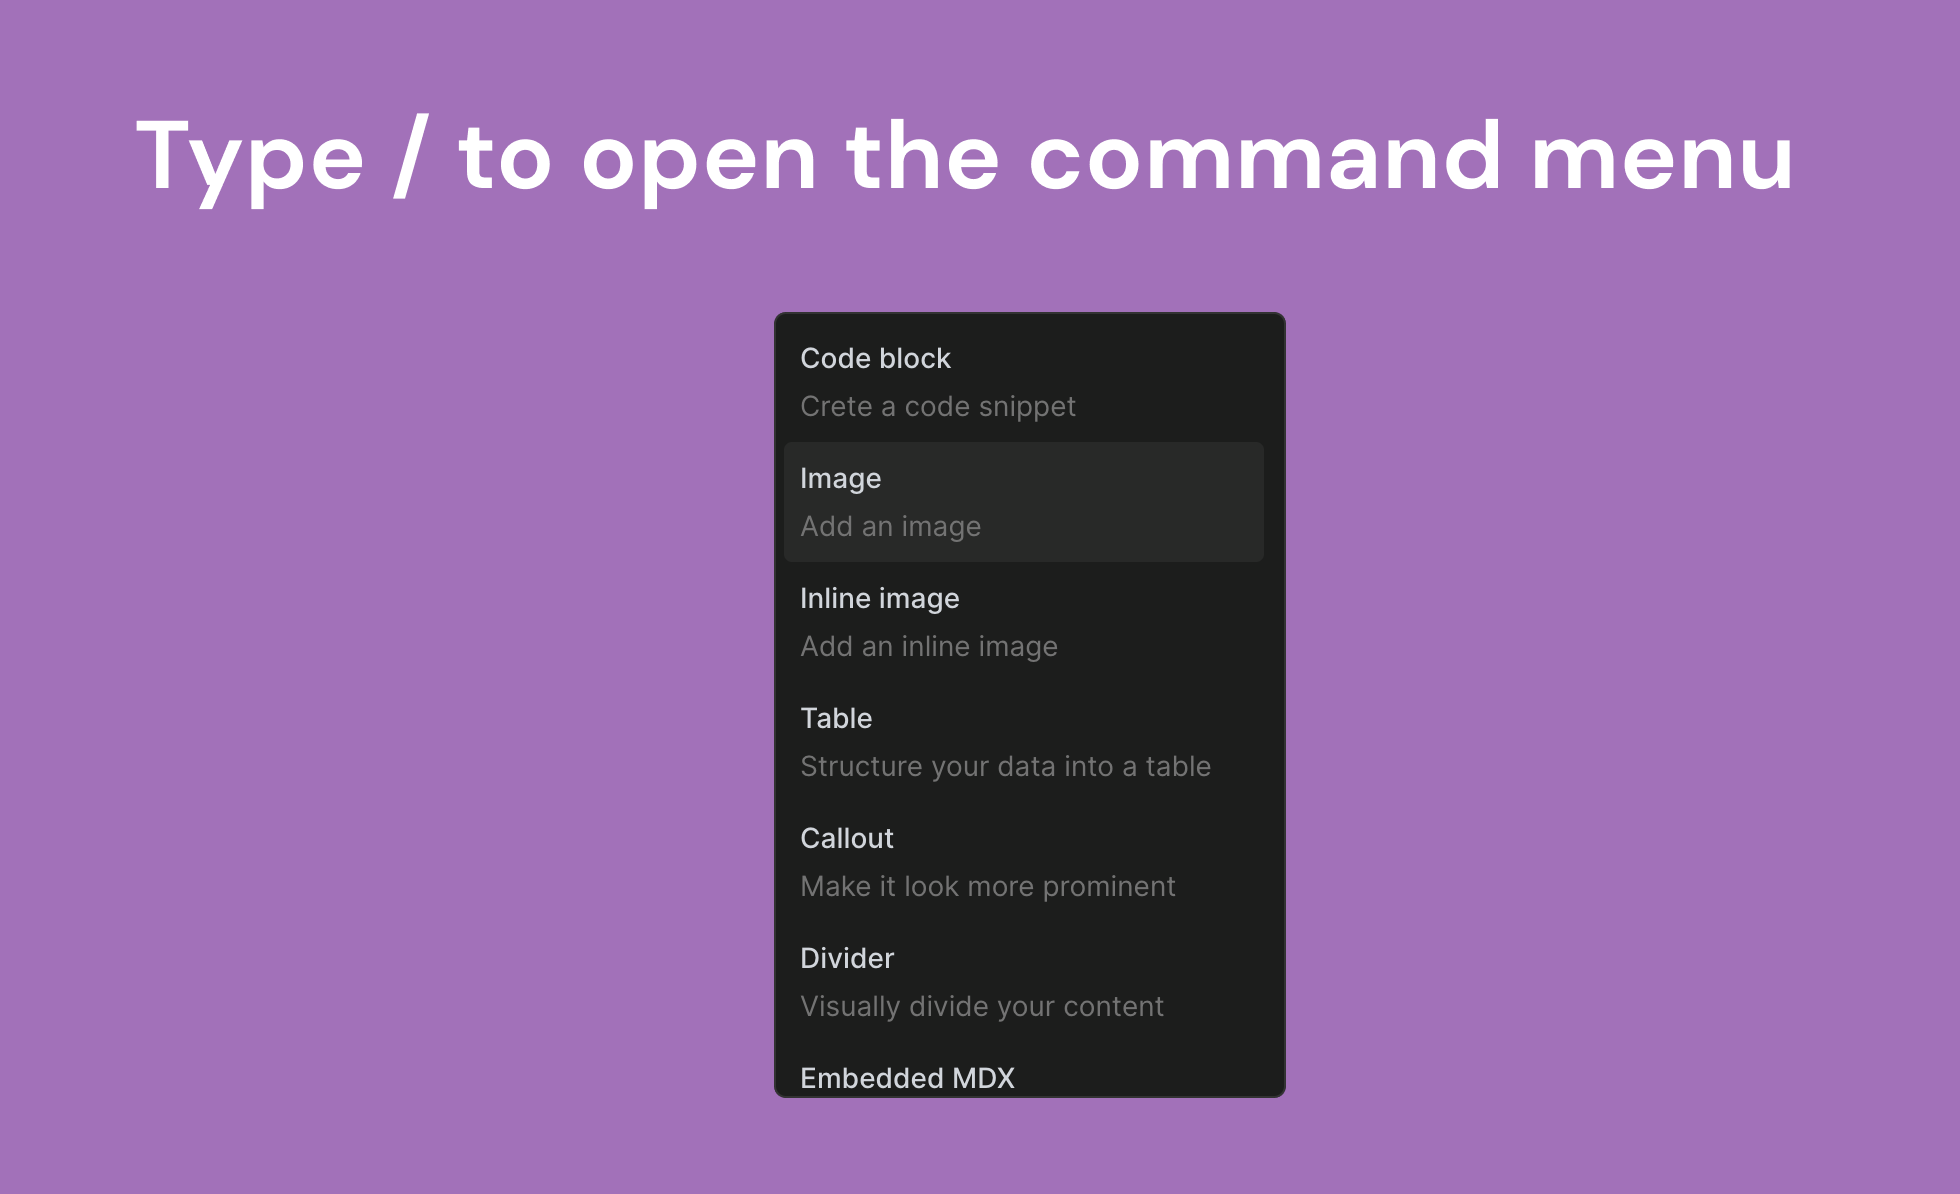 Type / to open the command menu
Code block
Crete a code snippet
Image
Add an image
Inline image
Add an inline image
Table
Structure your data into a table
Callout
Make it look more prominent
Divider
Visually divide your content
Embedded MDX